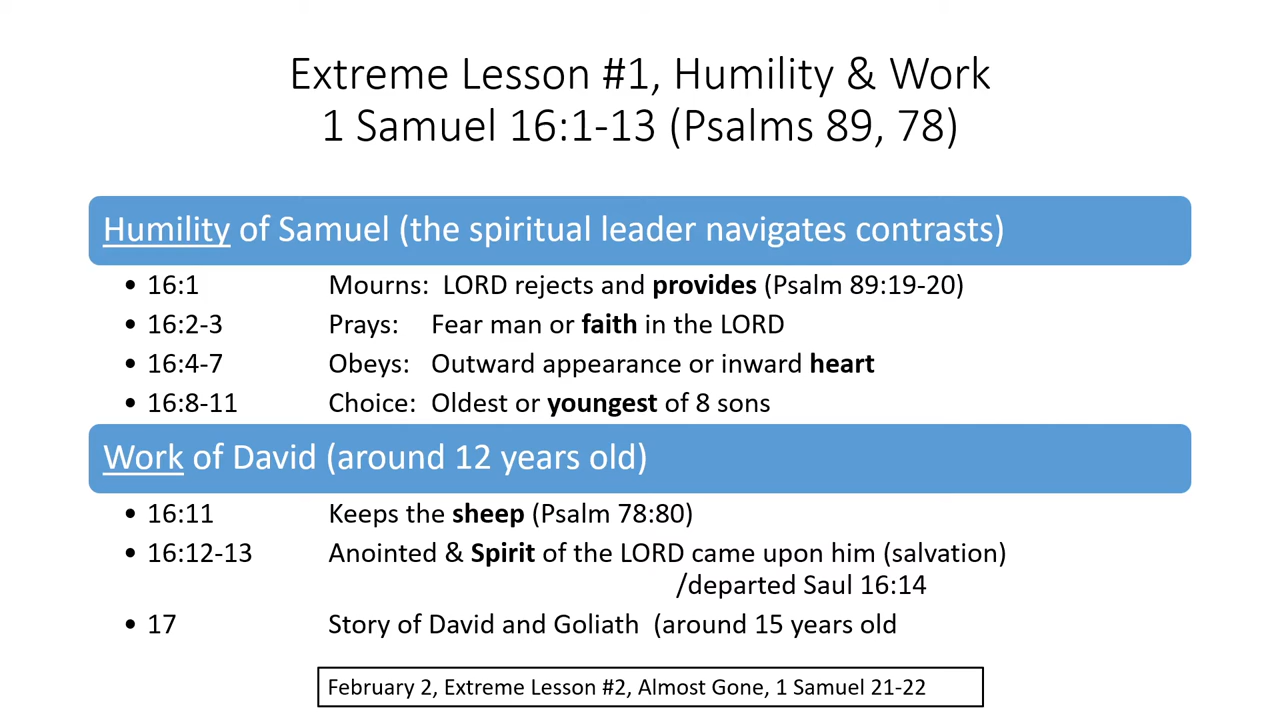 Extreme Lesson #1, Humility & Work
1 Samuel 16:1-13 (Psalms 89, 78)
Humility of Samuel (the spiritual leader navigates contrasts)
• 16:1 Mourns: LORD rejects and provides (Psalm 89:19-20)
• 16:2-3 Prays: Fear man or faith in the LORD
• 16:4-7 Obeys: Outward appearance or inward heart
• 16:8-11 Choice: Oldest or youngest of 8 sons
Work of David (around 12 years old)
• 16:11 Keeps the sheep (Psalm 78:80)
• 16:12-13 Anointed & Spirit of the LORD came upon him (salvation)
/departed Saul 16:14
• 17 Story of David and Goliath (around 15 years old
February 2, Extreme Lesson #2, Almost Gone, 1 Samuel 21-22